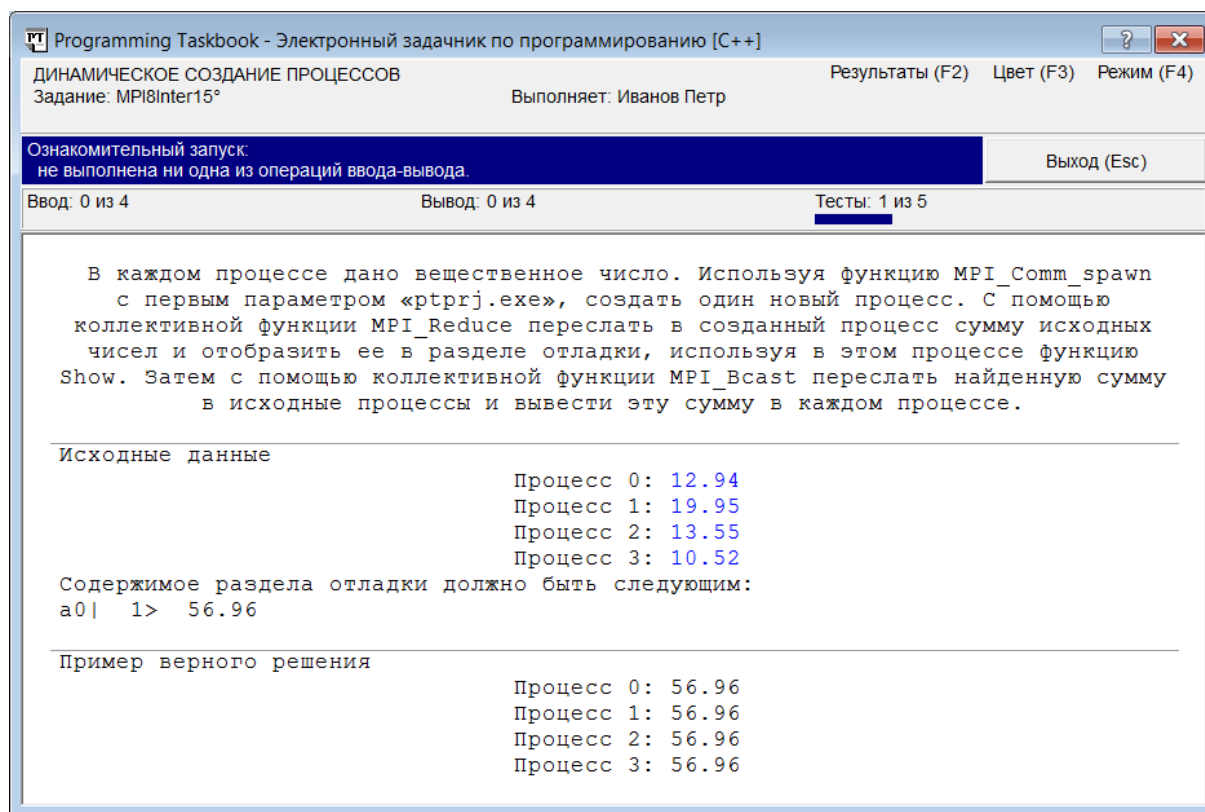 PT Programming Taskbook - Электронный задачник по программированию [C++]
ДИНАМИЧЕСКОЕ СОЗДАНИЕ ПРОЦЕССОВ Результаты (F2) Цвет (F3) Режим (F4)
Задание: MPI8Inter15° Выполняет: Иванов Петр
Ознакомительный запуск:
не выполнена ни одна из операций ввода-вывода.
Выход (Esc)
Ввод: 0 из 4 Вывод: 0 из 4 Тесты: 1 из 5
В каждом процессе дано вещественное число. Используя функцию MPI_Comm_spawn
с первым параметром «ptprj.exe», создать один новый процесс. С помощью
коллективной функции MPI_Reduce переслать в созданный процесс сумму исходных
чисел и отобразить ее в разделе отладки, используя в этом процессе функцию
Show. Затем с помощью коллективной функции MPI_Bcast переслать найденную сумму
в исходные процессы и вывести эту сумму в каждом процессе.
Исходные данные
Процесс 0: 12.94
Процесс 1: 19.95
Процесс 2: 13.55
Процесс 3: 10.52
Содержимое раздела отладки должно быть следующим:
a0| 1> 56.96
Пример верного решения
Процесс 0: 56.96
Процесс 1: 56.96
Процесс 2: 56.96
Процесс 3: 56.96